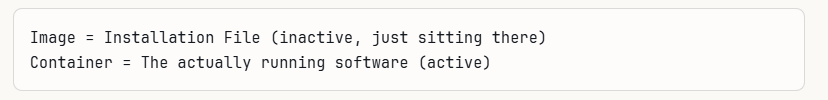 Image = Installation File (inactive, just sitting there)
Container = The actually running software (active)